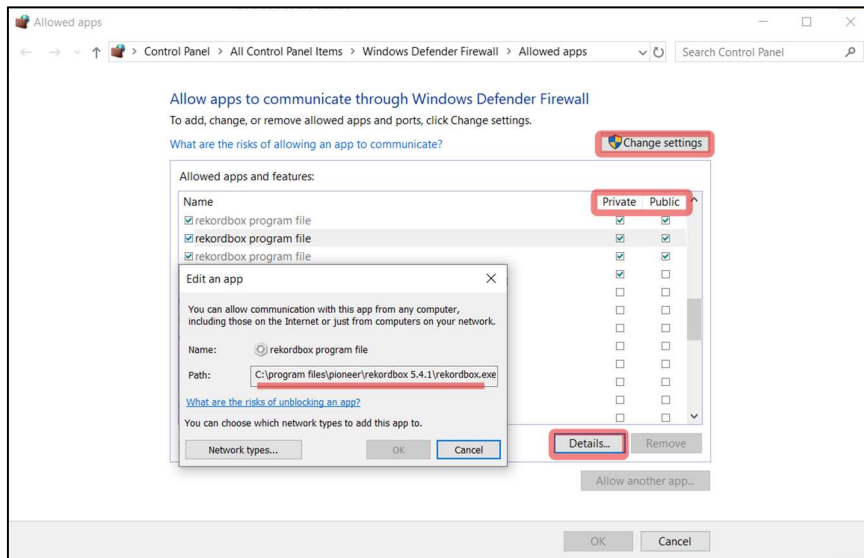 Allowed apps
Control Panel > All Control Panel Items > Windows Defender Firewall > Allowed apps
Search Control Panel
Allow apps to communicate through Windows Defender Firewall
To add, change, or remove allowed apps and ports, click Change settings.
What are the risks of allowing an app to communicate?
Change settings
Allowed apps and features:
Name Private Public
rekordbox program file
rekordbox program file
rekordbox program file
Edit an app
You can allow communication with this app from any computer,
including those on the Internet or just from computers on your network.
Name: rekordbox program file
Path: C:\program files\pioneer\rekordbox 5.4.1\rekordbox.exe
What are the risks of unblocking an app?
You can choose which network types to add this app to.
Network types... OK Cancel
Details... Remove
Allow another app...
OK Cancel